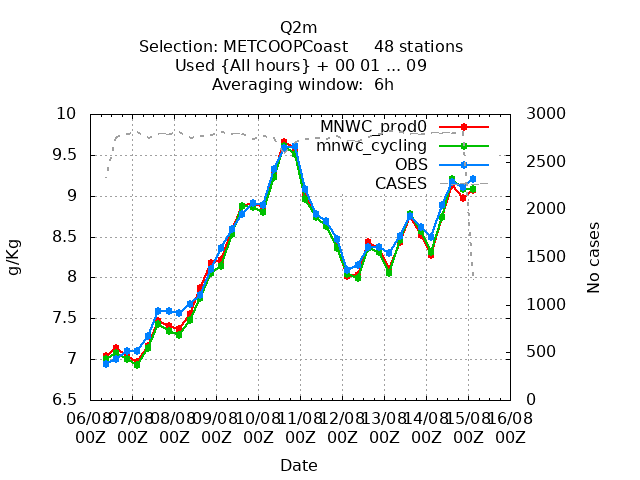 Q2m
Selection: METCOOPCoast     48 stations
Used {All hours} + 00 01 ... 09
Averaging window:  6h
10
9.5
9
8.5
8
7.5
7
6.5
g/Kg
3000
2500
2000
1500
1000
500
0
No cases
MNWC_prod0
mnwc_cycling
OBS
CASES
06/08 07/08 08/08 09/08 10/08 11/08 12/08 13/08 14/08 15/08 16/08
00Z 00Z 00Z 00Z 00Z 00Z 00Z 00Z 00Z 00Z 00Z
Date